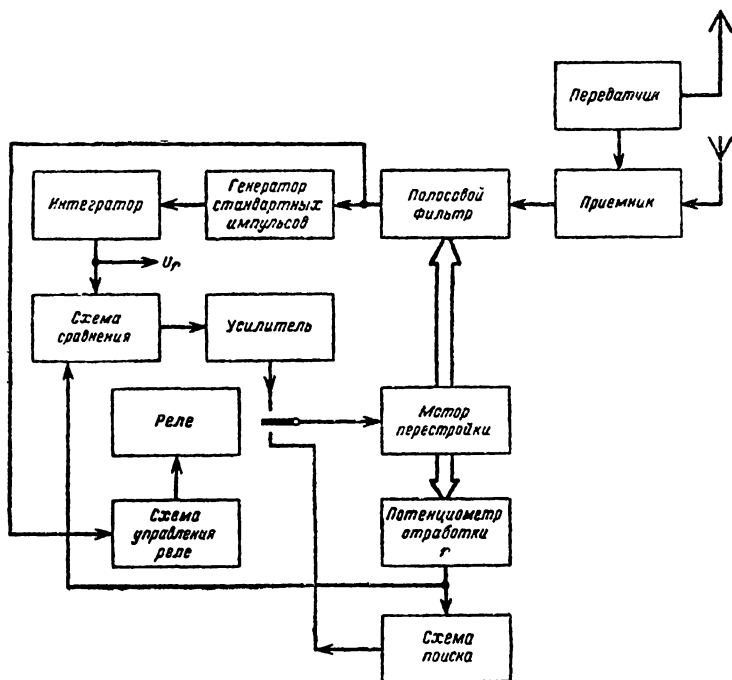 Передатчик
Интегратор
Генератор
стандартных
импульсов
Полосовой
фильтр
Приемник
Uг
Схема
сравнения
Усилитель
Реле
Мотор
перестройки
Схема
управления
реле
Потенциометр
отработки
г
Схема
поиска